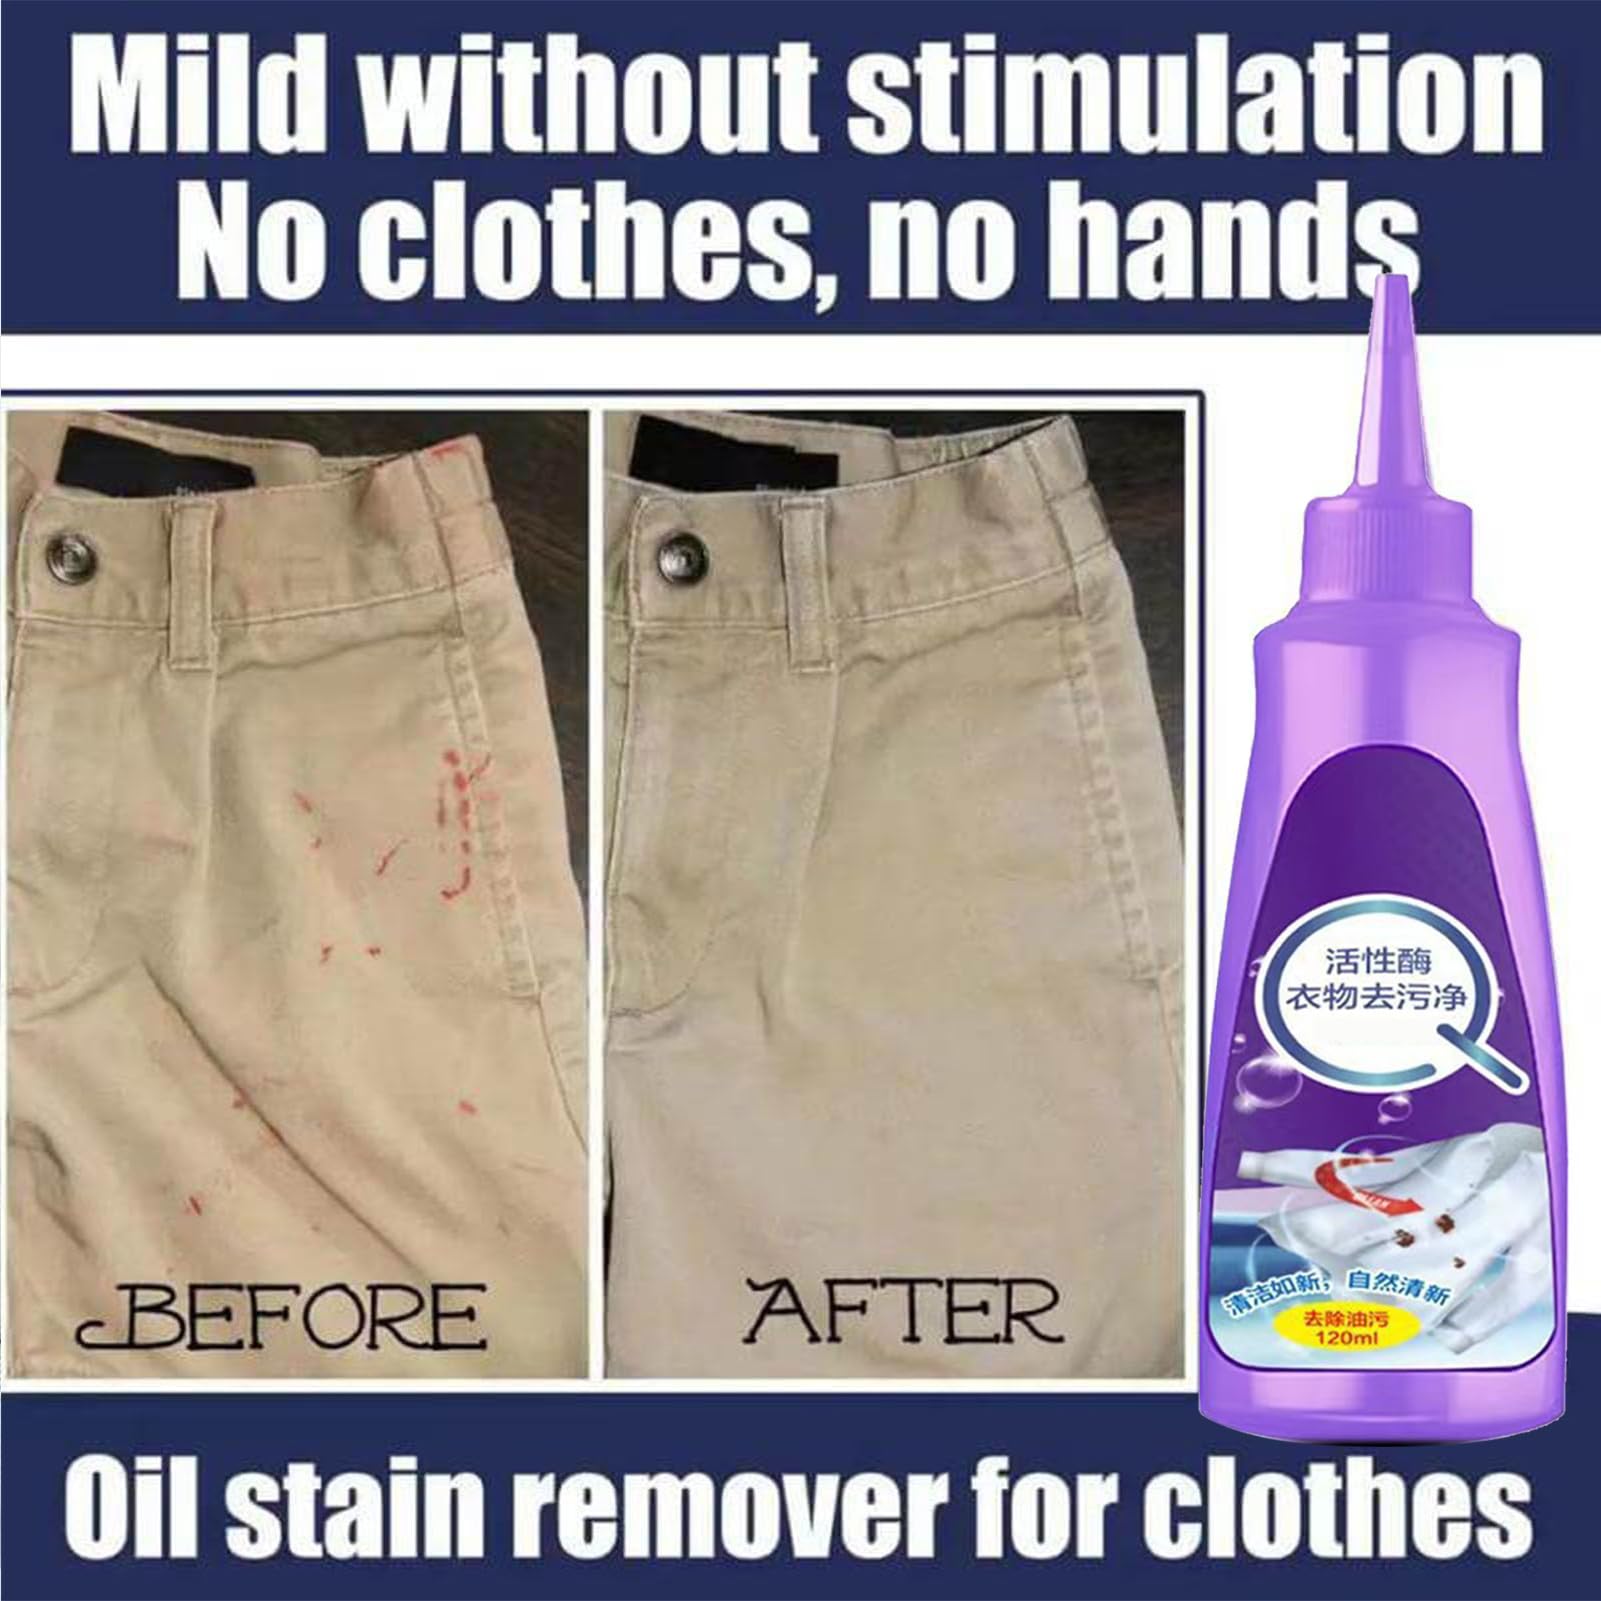 Mild without stimulation
No clothes, no hands
BEFORE
AFTER
活性酶
衣物去污净
清洁如新，自然清新
去除油污
120ml
Oil stain remover for clothes